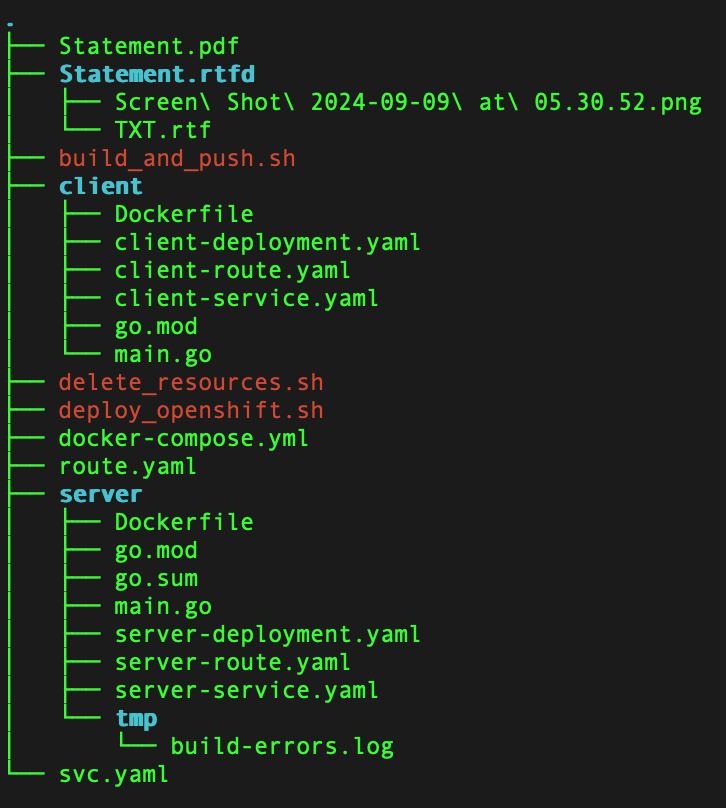 .
├── Statement.pdf
├── Statement.rtfd
│   ├── Screen\ Shot\ 2024-09-09\ at\ 05.30.52.png
│   └── TXT.rtf
├── build_and_push.sh
├── client
│   ├── Dockerfile
│   ├── client-deployment.yaml
│   ├── client-route.yaml
│   ├── client-service.yaml
│   ├── go.mod
│   └── main.go
├── delete_resources.sh
├── deploy_openshift.sh
├── docker-compose.yml
├── route.yaml
├── server
│   ├── Dockerfile
│   ├── go.mod
│   ├── go.sum
│   ├── main.go
│   ├── server-deployment.yaml
│   ├── server-route.yaml
│   ├── server-service.yaml
│   └── tmp
│       └── build-errors.log
└── svc.yaml